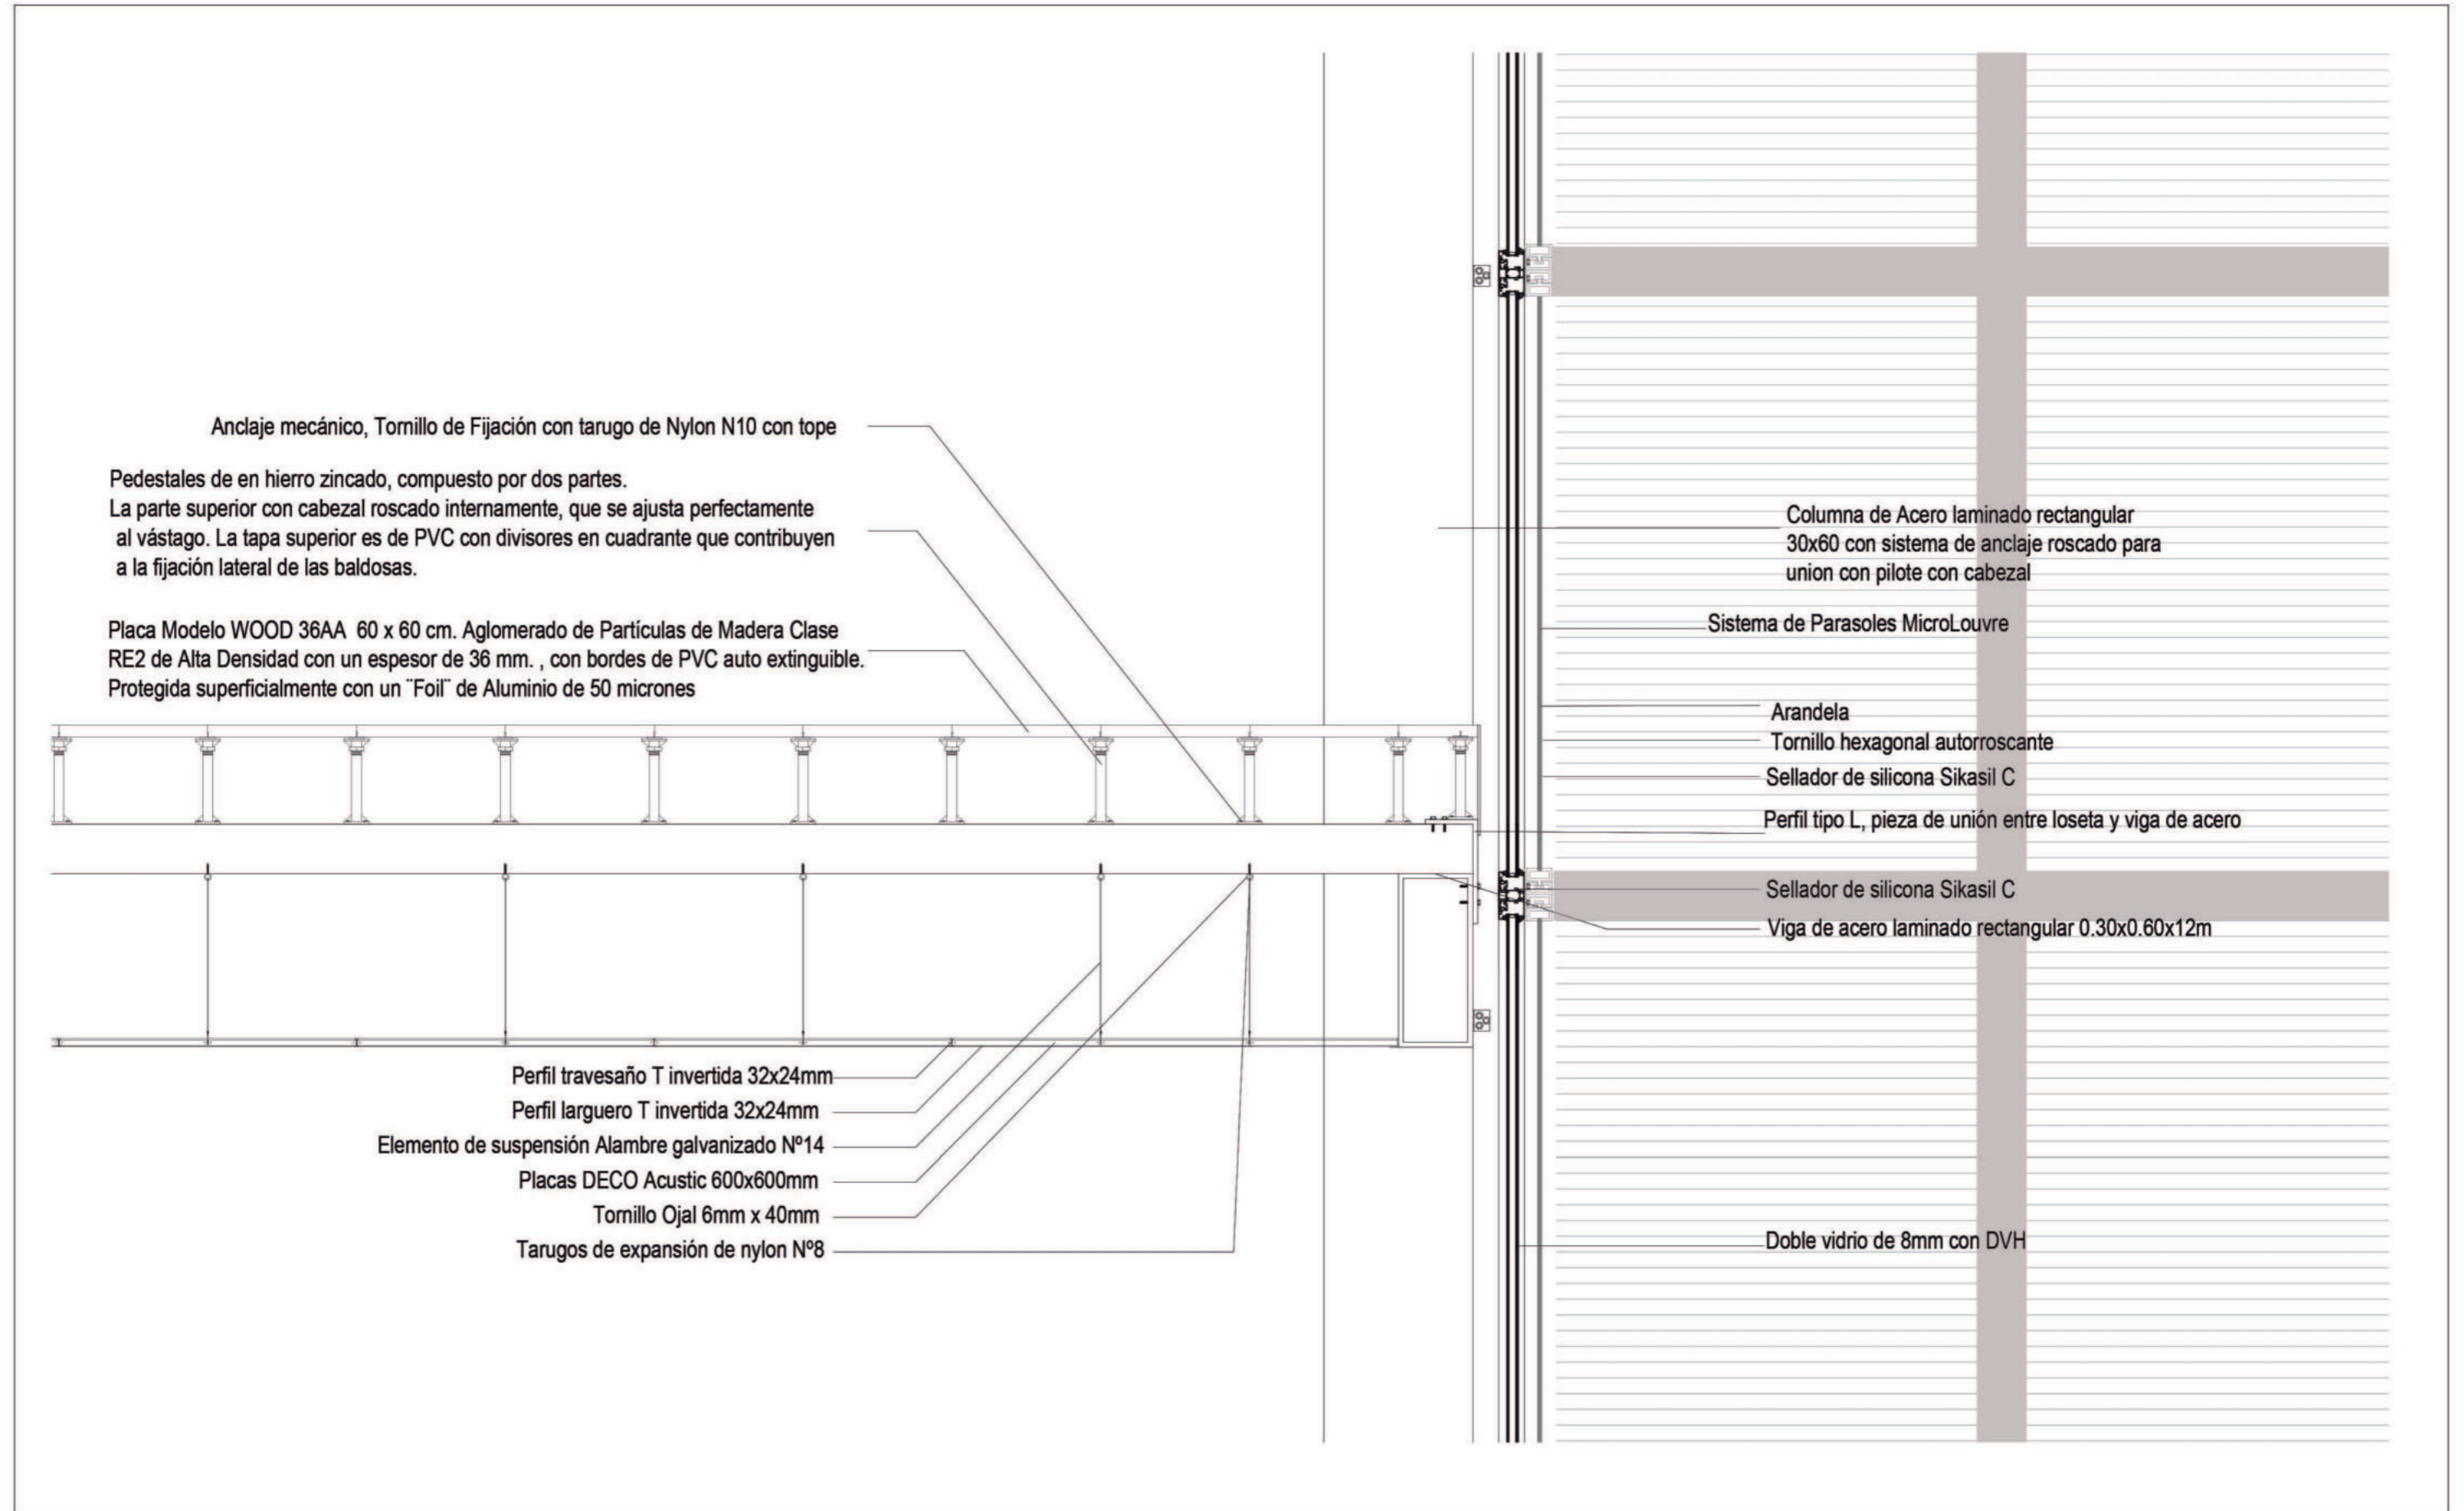 Anclaje mecánico, Tornillo de Fijación con tarugo de Nylon N10 con tope
Pedestales de en hierro zincado, compuesto por dos partes.
La parte superior con cabezal roscado internamente, que se ajusta perfectamente
al vástago. La tapa superior es de PVC con divisores en cuadrante que contribuyen
a la fijación lateral de las baldosas.
Placa Modelo WOOD 36AA 60 x 60 cm. Aglomerado de Partículas de Madera Clase
RE2 de Alta Densidad con un espesor de 36 mm. , con bordes de PVC auto extinguible.
Protegida superficialmente con un ¨Foil¨ de Aluminio de 50 micrones
Perfil travesaño T invertida 32x24mm
Perfil larguero T invertida 32x24mm
Elemento de suspensión Alambre galvanizado Nº14
Placas DECO Acustic 600x600mm
Tornillo Ojal 6mm x 40mm
Tarugos de expansión de nylon Nº8
Columna de Acero laminado rectangular
30x60 con sistema de anclaje roscado para
union con pilote con cabezal
Sistema de Parasoles MicroLouvre
Arandela
Tornillo hexagonal autorroscante
Sellador de silicona Sikasil C
Perfil tipo L, pieza de unión entre loseta y viga de acero
Sellador de silicona Sikasil C
Viga de acero laminado rectangular 0.30x0.60x12m
Doble vidrio de 8mm con DVH